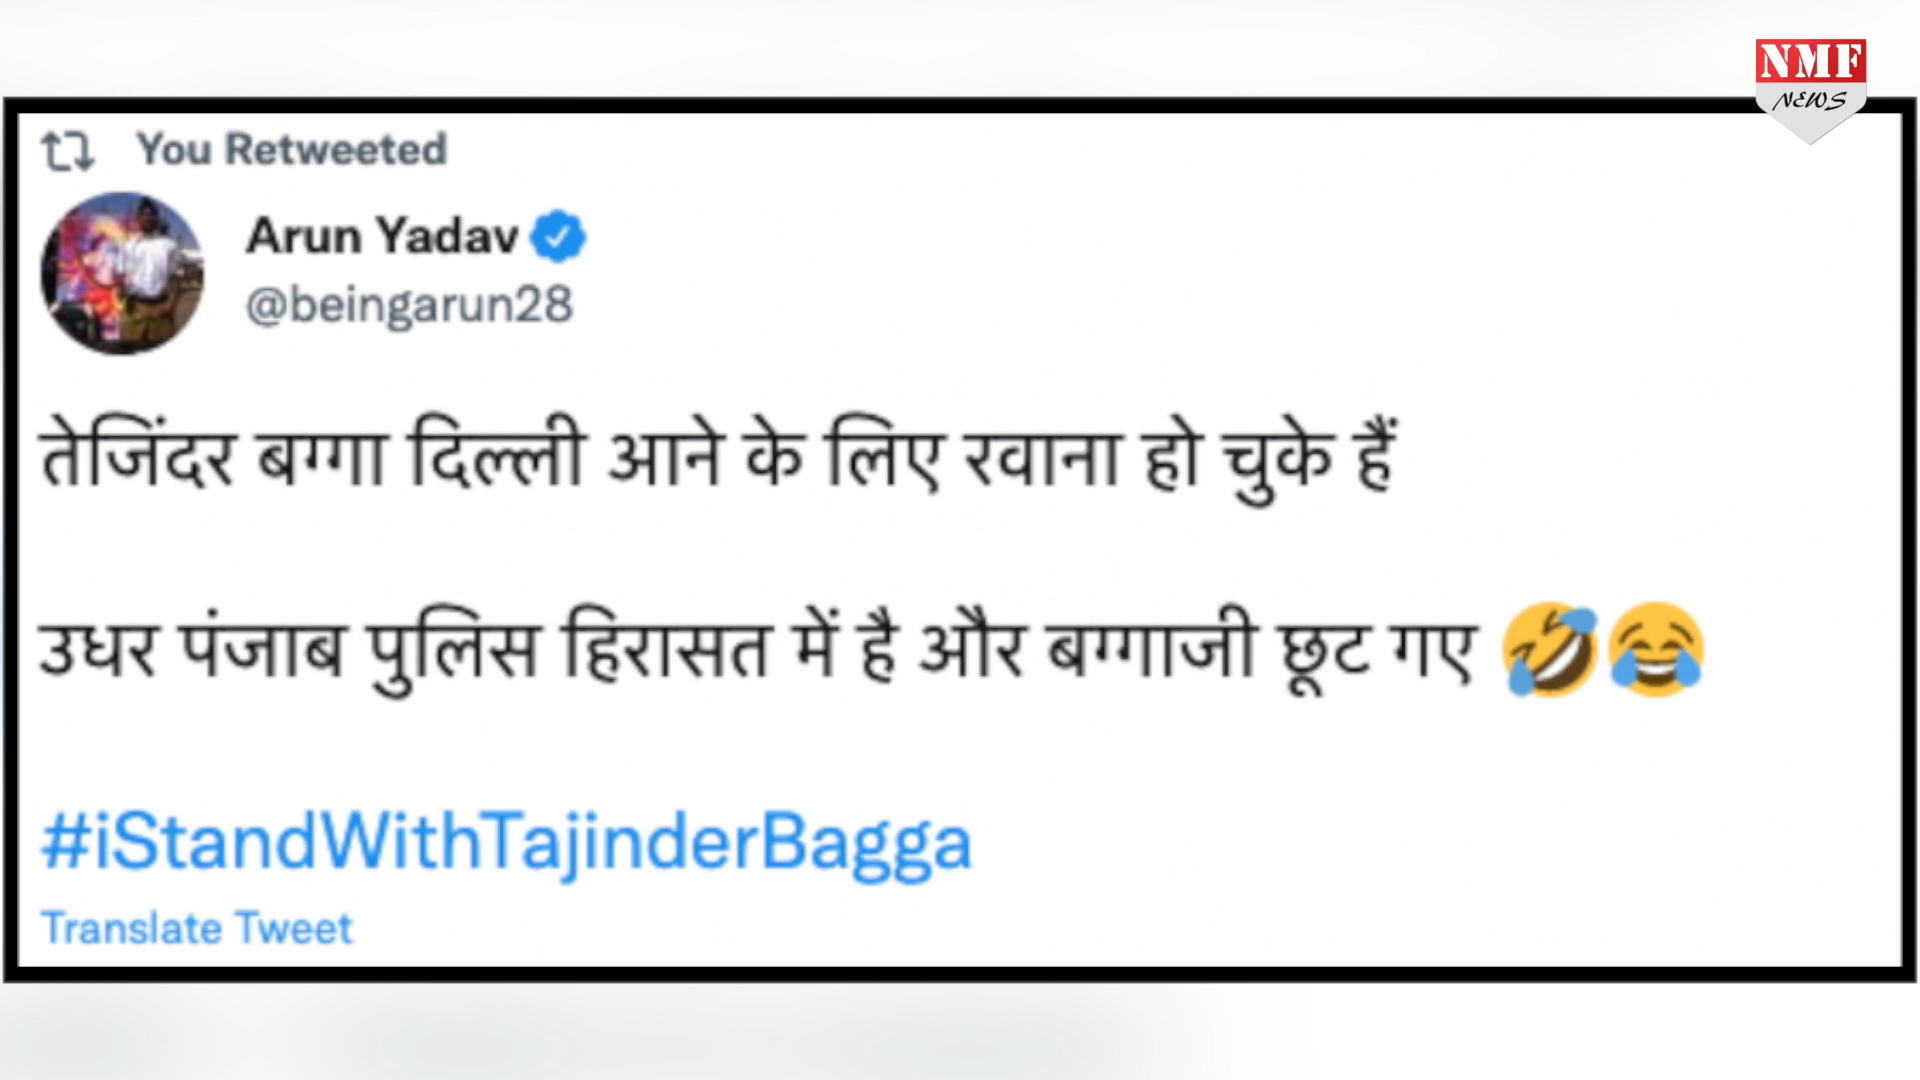 NMF
NEWS
You Retweeted
Arun Yadav
@beingarun28
तेजिंदर बग्गा दिल्ली आने के लिए रवाना हो चुके हैं
उधर पंजाब पुलिस हिरासत में है और बग्गाजी छूट गए 🤣😂
#iStandWithTajinderBagga
Translate Tweet